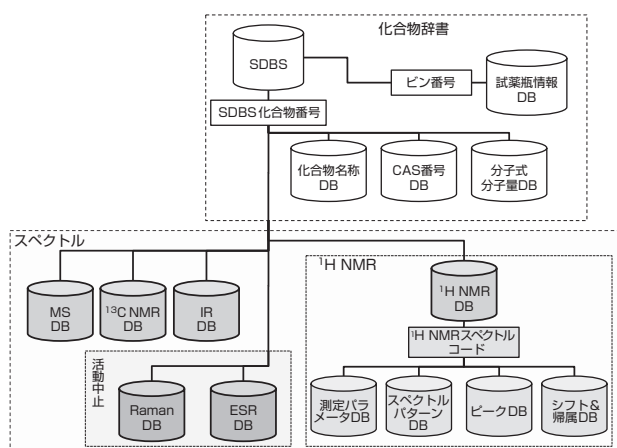 化合物辞書
SDBS
ビン番号
試薬瓶情報
DB
SDBS化合物番号
化合物名称
DB
CAS番号
DB
分子式
分子量DB
スペクトル
¹H NMR
MS
DB
¹³C NMR
DB
IR
DB
¹H NMR
DB
¹H NMRスペクトル
コード
活動中止
Raman
DB
ESR
DB
測定パラ
メータDB
スペクトル
パターン
DB
ピークDB
シフト&
帰属DB